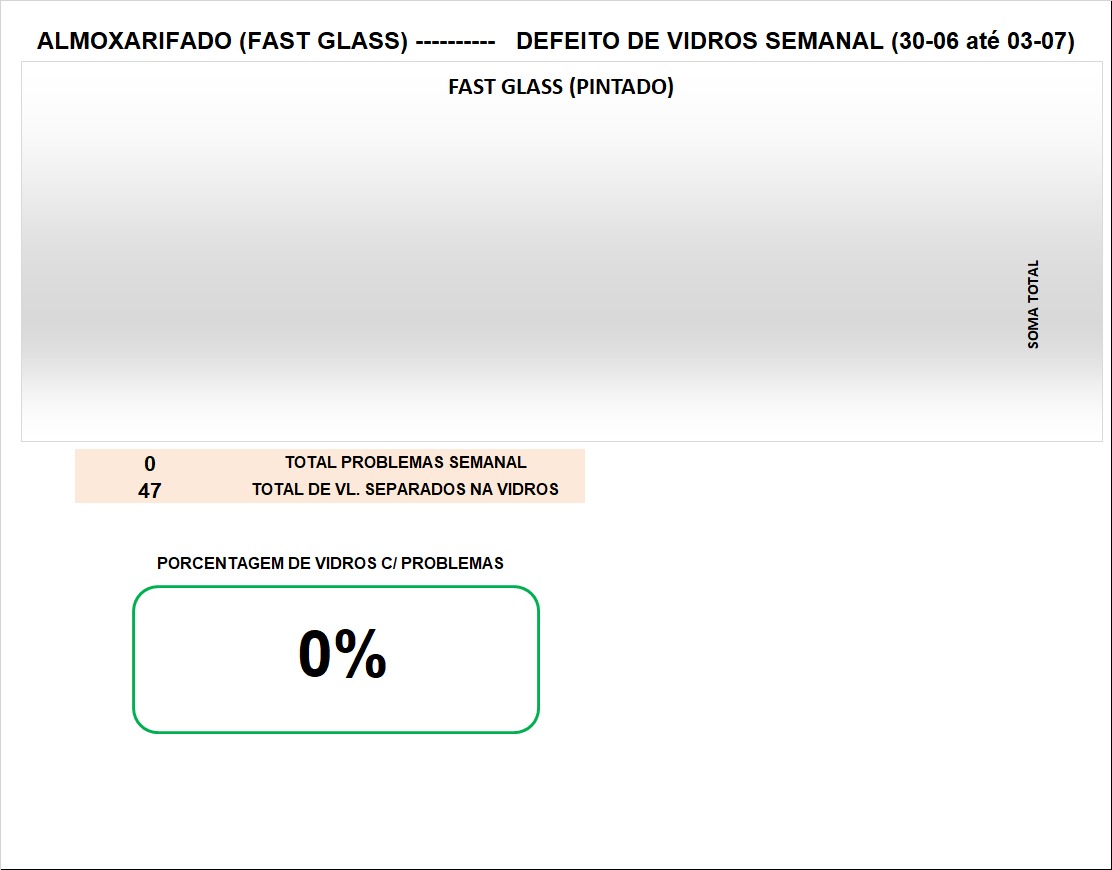 ALMOXARIFADO (FAST GLASS) ---------- DEFEITO DE VIDROS SEMANAL (30-06 até 03-07)
FAST GLASS (PINTADO)
SOMA TOTAL
0 TOTAL PROBLEMAS SEMANAL
47 TOTAL DE VL. SEPARADOS NA VIDROS
PORCENTAGEM DE VIDROS C/ PROBLEMAS
0%